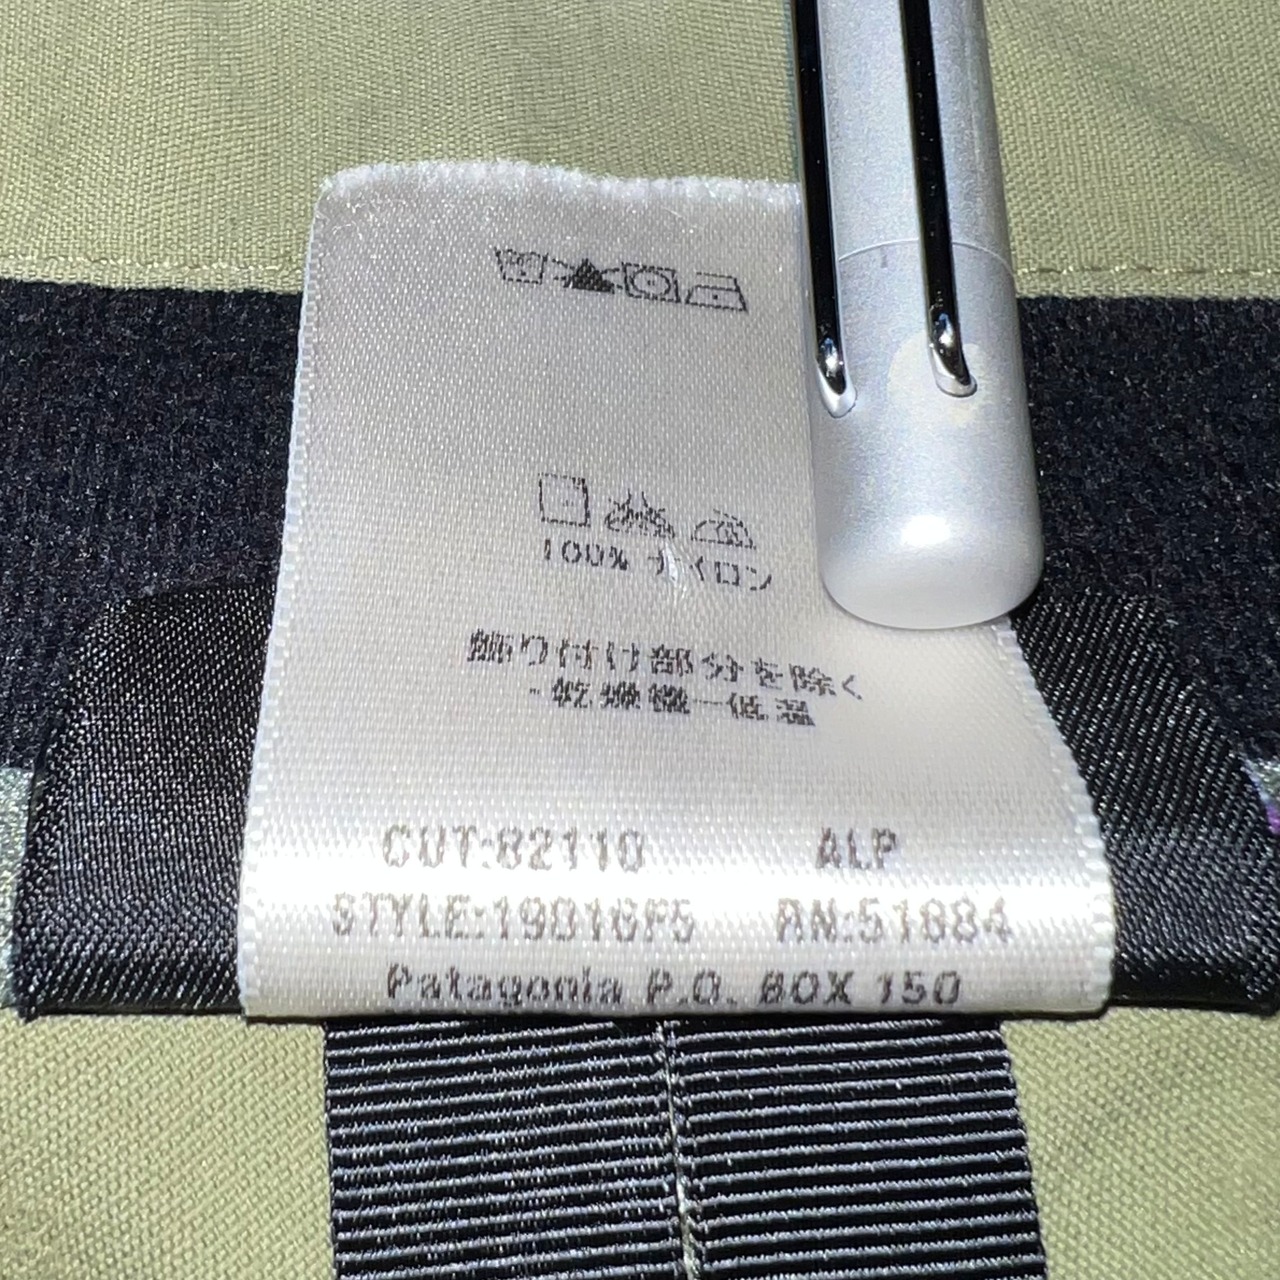 100% ナイロン
飾り付け部分を除く
・乾燥機一低温
CUT:82110 ALP
STYLE:19016F5 RN:51884
Patagonia P.O. BOX 150